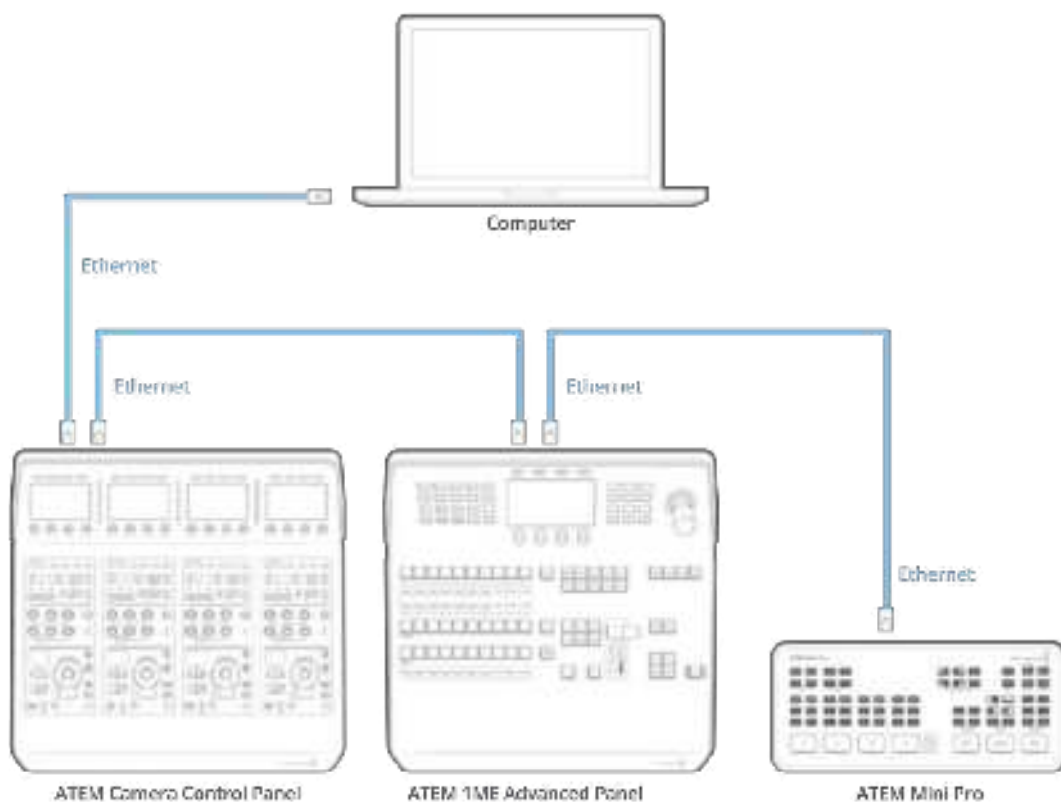 Computer
Ethernet
Ethernet
Ethernet
Ethernet
ATEM Camera Control Panel
ATEM 1ME Advanced Panel
ATEM Mini Pro